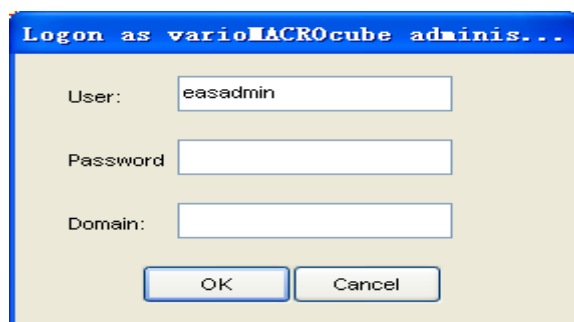 Logon as varioMACROcube adminis...
User:
easadmin
Password
Domain:
OK
Cancel